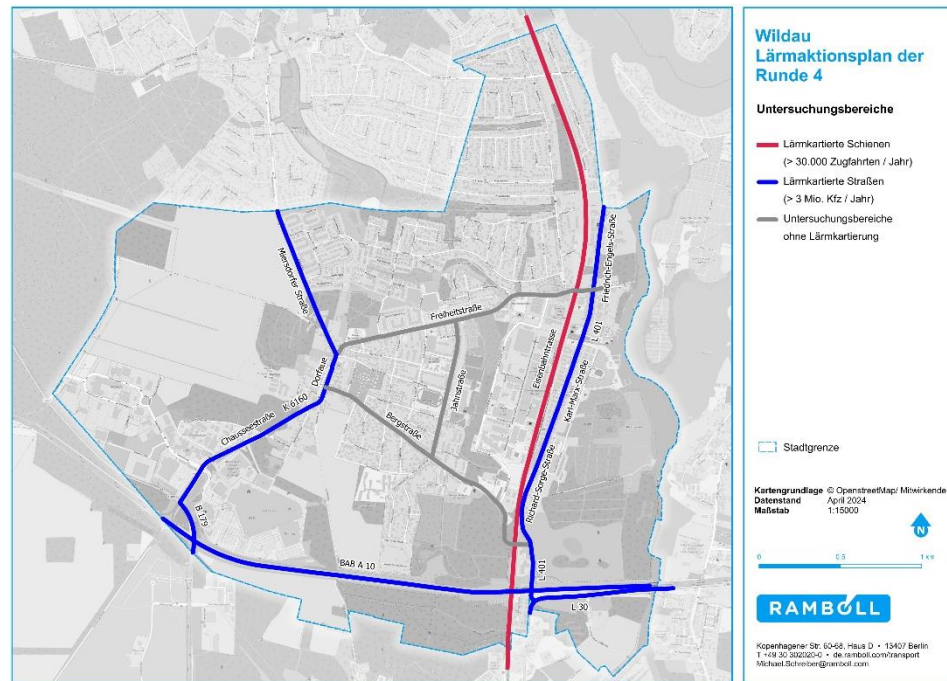 Wildau
Lärmaktionsplan der
Runde 4
Untersuchungsbereiche
Lärmkartierte Schienen
(> 30.000 Zugfahrten / Jahr)
Lärmkartierte Straßen
(> 3 Mio. Kfz / Jahr)
Untersuchungsbereiche
ohne Lärmkartierung
Stadtgrenze
Kartengrundlage © OpenstreetMap/ Mitwirkende
Datenstand April 2024
Maßstab 1:15000
N
0 0,5 1 km
RAMBOLL
Kopenhagener Str. 60-68, Haus D • 13407 Berlin
T +49 30 302020-0 • de.ramboll.com/transport
Michael.Schreiber@ramboll.com
Miersdorfer Straße
Friedrich-Engels-Straße
Freiheitstraße
L 401
Eisenbahntrasse
Dorfaue
Jahnstraße
Karl-Marx-Straße
K 6160
Chausseestraße
Bergstraße
Richard-Sorge-Straße
B 179
BAB A 10
L 401
L 30